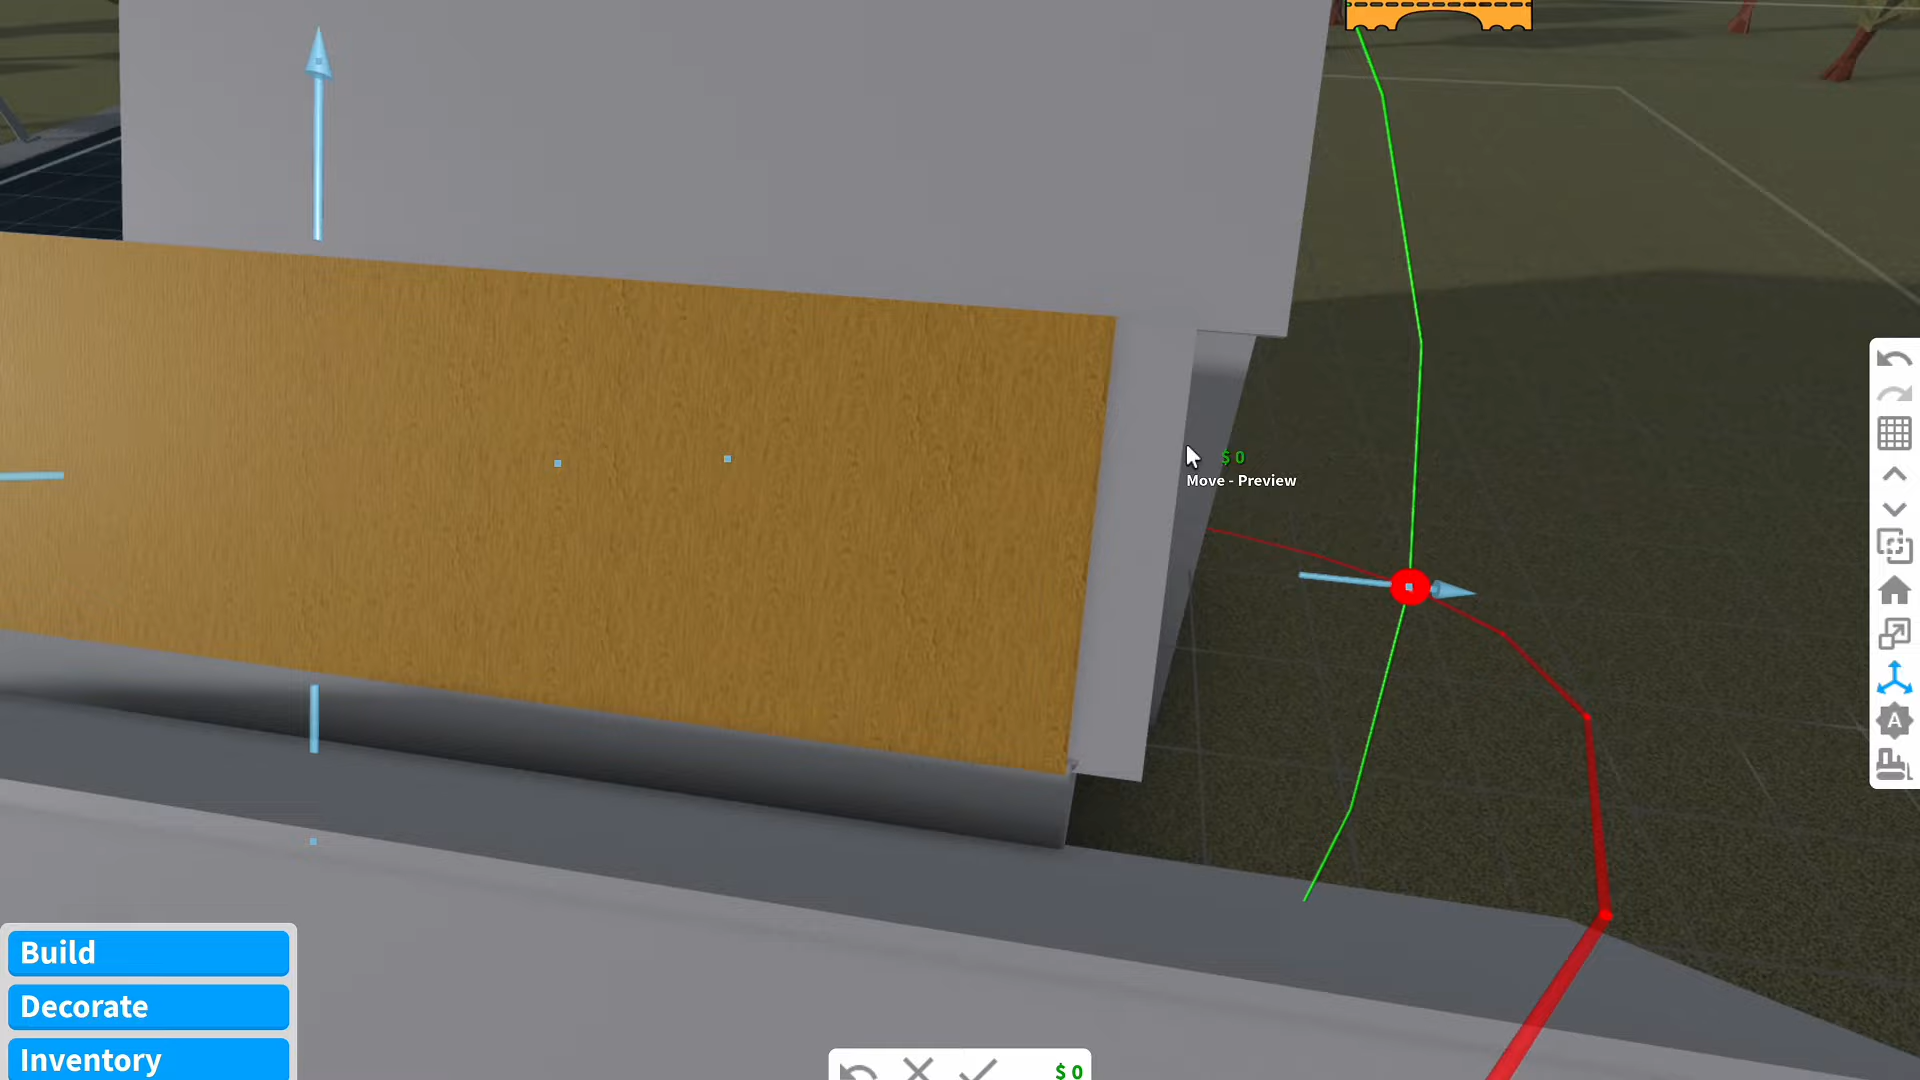 $ 0
Move - Preview
A
Build
Decorate
Inventory
$ 0